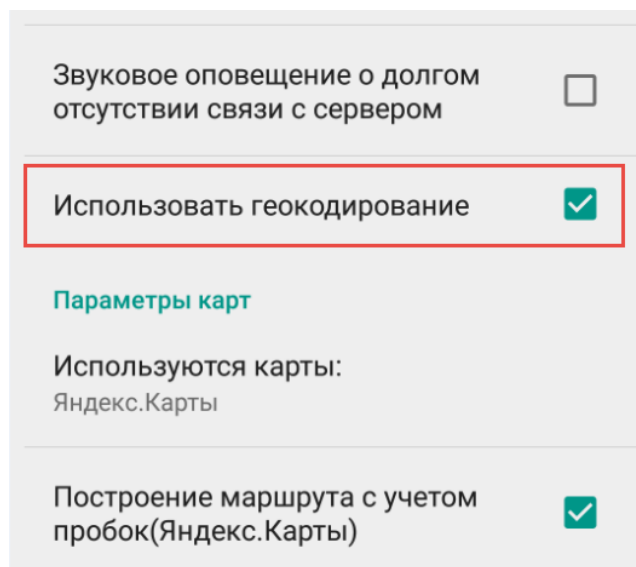 Звуковое оповещение о долгом
отсутствии связи с сервером
Использовать геокодирование
Параметры карт
Используются карты:
Яндекс.Карты
Построение маршрута с учетом
пробок(Яндекс.Карты)